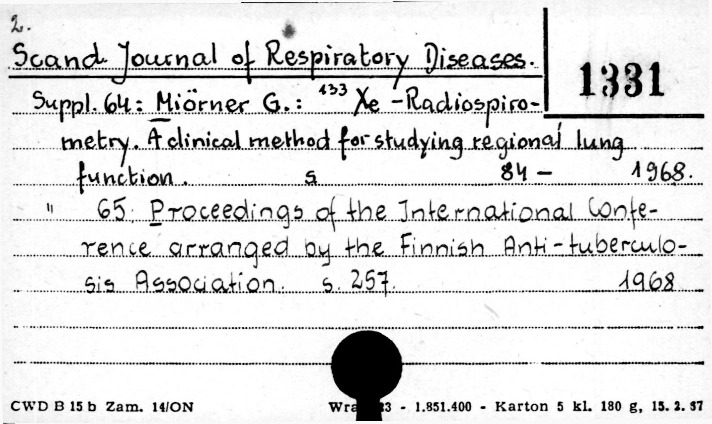 2.
Scand. Journal of Respiratory Diseases.
1331
Suppl. 64: Miörner G.: 133 Xe-Radiospiro-
metry. A clinical method for studying regional lung
function. s 84 - 1968.
" 65: Proceedings of the International Confe-
rence arranged by the Finnish Anti-tuberculo-
sis Association. s. 257. 1968
CWD B 15 b Zam. 14/ON - 1.851.400 - Karton 5 kl. 180 g, 15. 2. 57